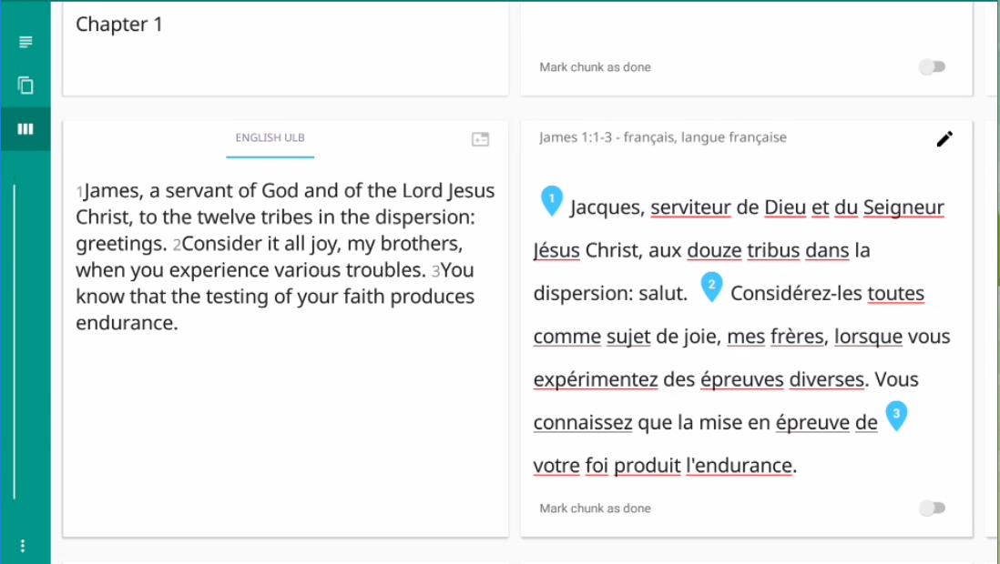 Chapter 1
Mark chunk as done
ENGLISH ULB
1James, a servant of God and of the Lord Jesus
Christ, to the twelve tribes in the dispersion:
greetings. 2Consider it all joy, my brothers,
when you experience various troubles. 3You
know that the testing of your faith produces
endurance.
James 1:1-3 - français, langue française
1 Jacques, serviteur de Dieu et du Seigneur
Jésus Christ, aux douze tribus dans la
dispersion: salut. 2 Considérez-les toutes
comme sujet de joie, mes frères, lorsque vous
expérimentez des épreuves diverses. Vous
connaissez que la mise en épreuve de 3
votre foi produit l'endurance.
Mark chunk as done